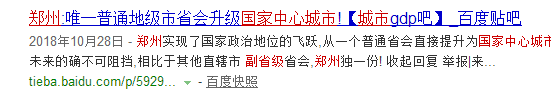 郑州:唯一普通地级市省会升级国家中心城市!【城市gdp吧】_百度贴吧
2018年10月28日 - 郑州实现了国家政治地位的飞跃,从一个普通省会直接提升为国家中心城市
未来的确不可阻挡,相比于其他直辖市 副省级省会,郑州独一份! 收起回复 举报|来...
tieba.baidu.com/p/5929... - 百度快照